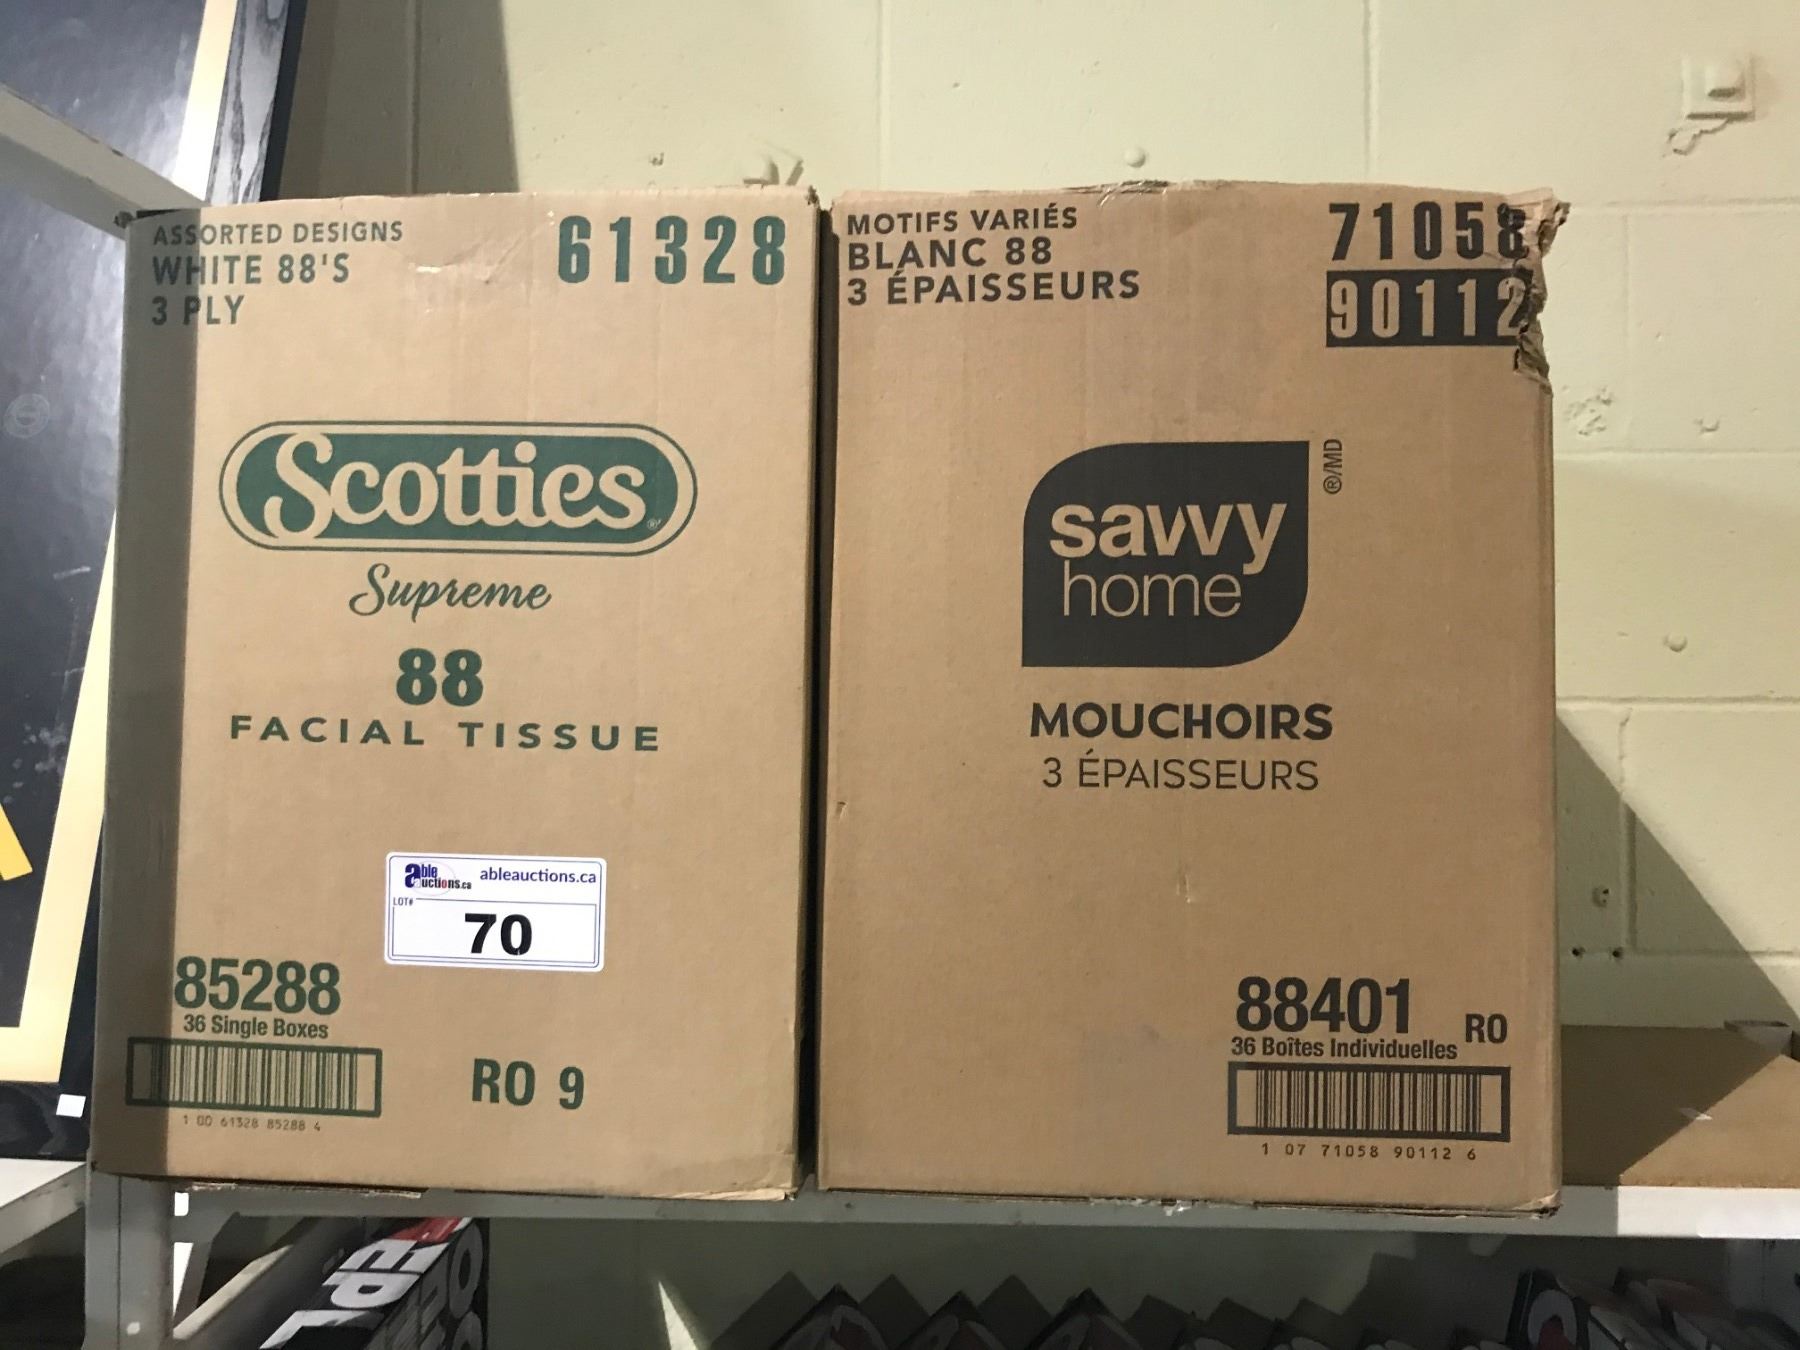 ASSORTED DESIGNS
WHITE 88'S
3 PLY
61328
Scotties®
Supreme
88
FACIAL TISSUE
able auctions.ca
ableauctions.ca
LOT#
70
85288
36 Single Boxes
1 00 61328 85288 4
RO 9
MOTIFS VARIÉS
BLANC 88
3 ÉPAISSEURS
71058
90112
savvy
home
®/MD
MOUCHOIRS
3 ÉPAISSEURS
88401 RO
36 Boîtes Individuelles
1 07 71058 90112 6